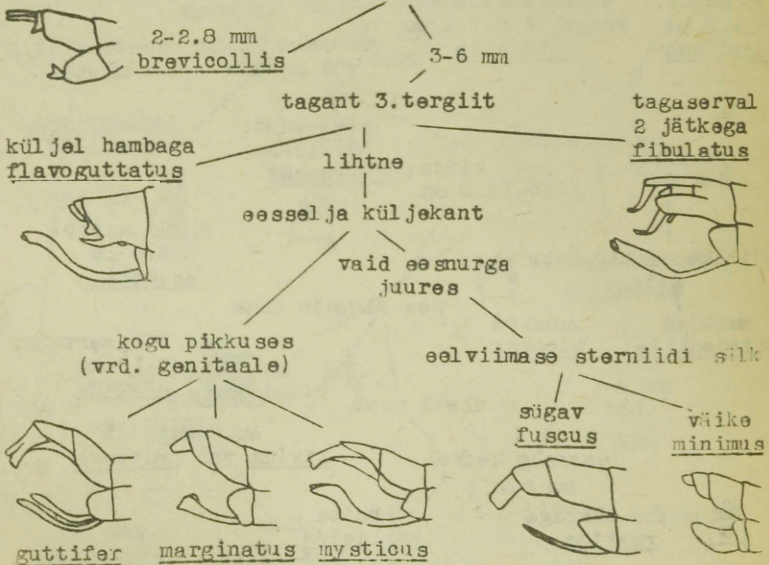 2-2.8 mm
brevicollis
3-6 mm
tagant 3.tergiit
küljel hambaga
flavoguttatus
lihtne
tagaserval
2 jätkega
fibulatus
eesselja küljekant
vaid eesnurga
juures
kogu pikkuses
(vrd. genitaale)
eelviimase sterniidi sälk
sügav
fuscus
väike
minimus
guttifer
marginatus
mysticus